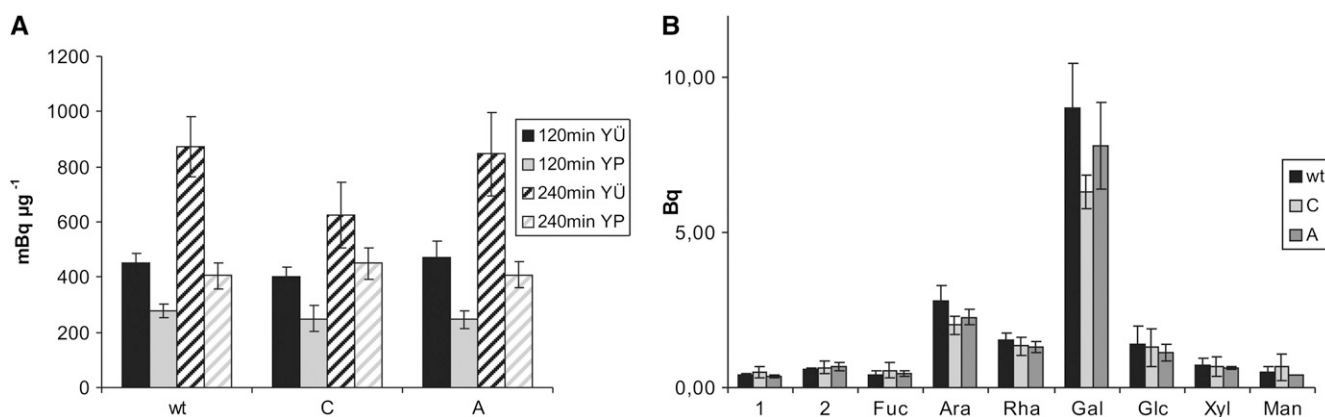 A
1200
1000
800
600
400
200
0
mBq µg⁻¹
wt C A
120min YÜ
120min YP
240min YÜ
240min YP
B
10,00
5,00
0,00
Bq
1 2 Fuc Ara Rha Gal Glc Xyl Man
wt
C
A